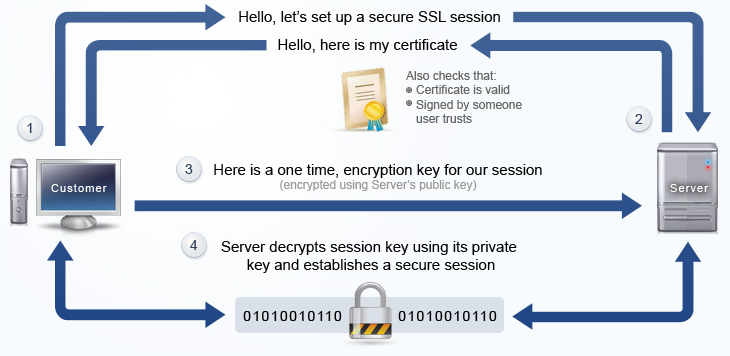 Hello, let's set up a secure SSL session
Hello, here is my certificate
Also checks that:
Certificate is valid
Signed by someone
user trusts
1
2
Customer
3
Here is a one time, encryption key for our session
(encrypted using Server's public key)
Server
4
Server decrypts session key using its private
key and establishes a secure session
01010010110
01010010110